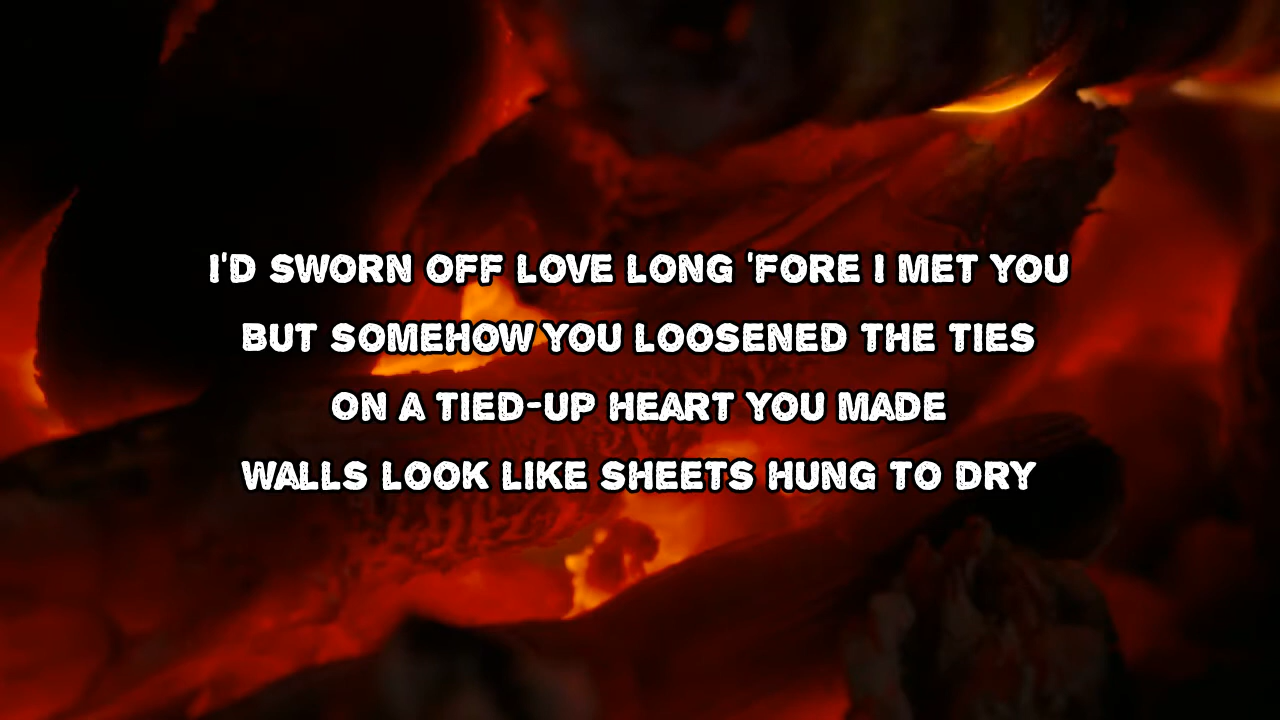 I'D SWORN OFF LOVE LONG 'FORE I MET YOU
BUT SOMEHOW YOU LOOSENED THE TIES
ON A TIED-UP HEART YOU MADE
WALLS LOOK LIKE SHEETS HUNG TO DRY